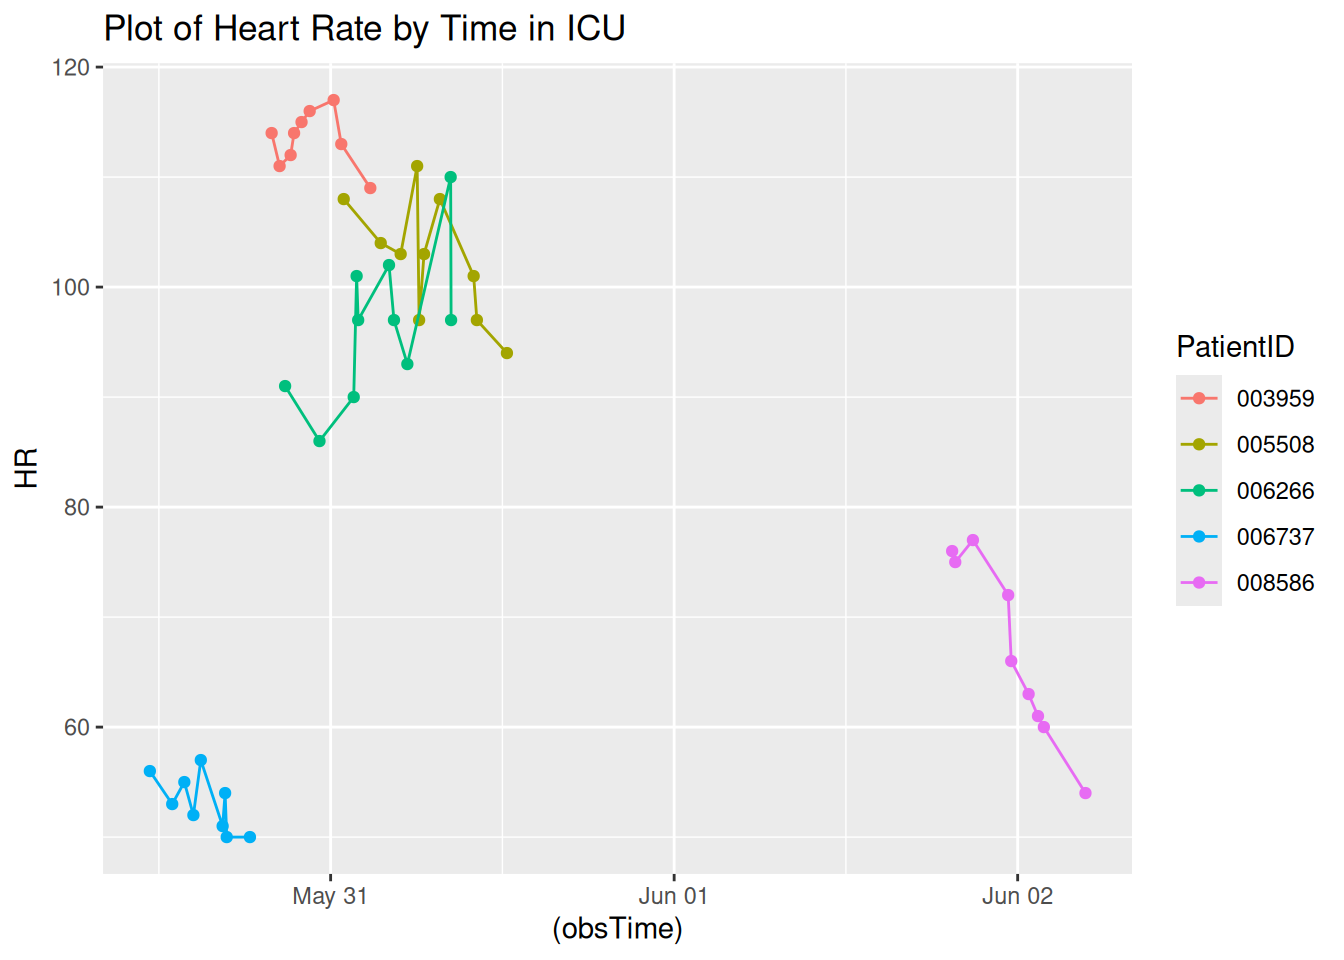 Plot of Heart Rate by Time in ICU
120
100
80
60
HR
May 31
Jun 01
Jun 02
(obsTime)
PatientID
003959
005508
006266
006737
008586